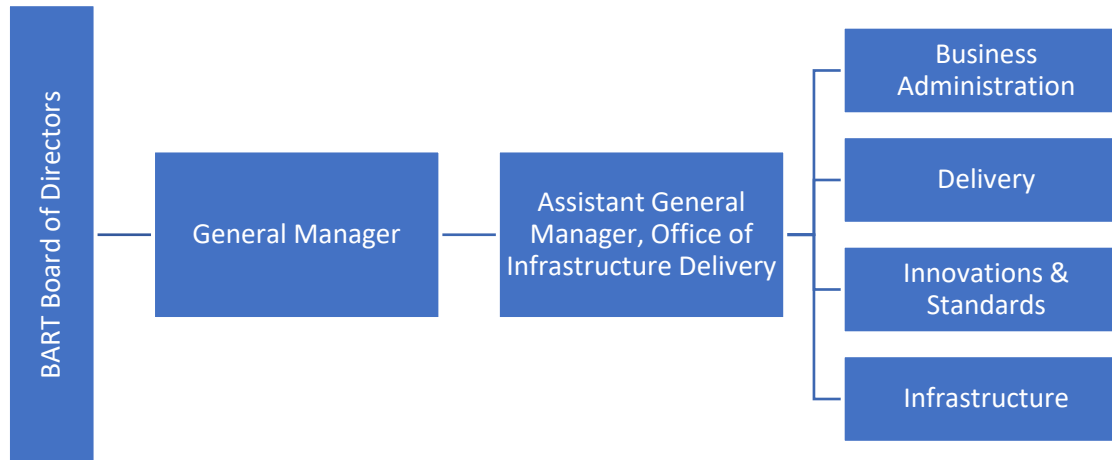 BART Board of Directors
General Manager
Assistant General
Manager, Office of
Infrastructure Delivery
Business
Administration
Delivery
Innovations &
Standards
Infrastructure